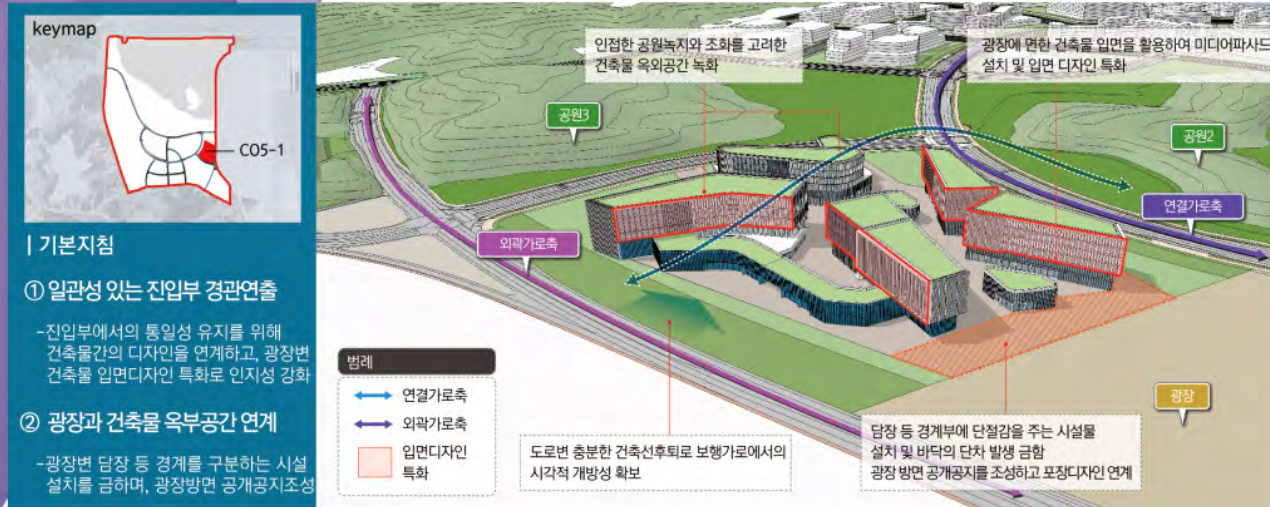 keymap
C05-1
| 기본지침
① 일관성 있는 진입부 경관연출
-진입부에서의 통일성 유지를 위해
건축물간의 디자인을 연계하고, 광장변
건축물 입면디자인 특화로 인지성 강화
② 광장과 건축물 옥부공간 연계
-광장변 담장 등 경계를 구분하는 시설
설치를 금하며, 광장방면 공개공지조성
인접한 공원녹지와 조화를 고려한
건축물 옥외공간 녹화
광장에 면한 건축물 입면을 활용하여 미디어파사드
설치 및 입면 디자인 특화
공원3
공원2
연결가로축
외곽가로축
범례
연결가로축
외곽가로축
입면디자인
특화
도로변 충분한 건축선후퇴로 보행가로에서의
시각적 개방성 확보
담장 등 경계부에 단절감을 주는 시설물
설치 및 바닥의 단차 발생 금함
광장 방면 공개공지를 조성하고 포장디자인 연계
광장